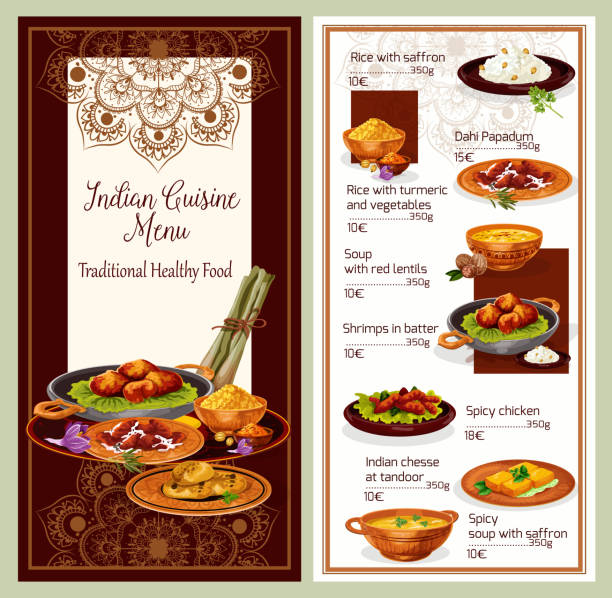 Indian Cuisine
Menu
Traditional Healthy Food
Rice with saffron
350g
10€
Dahi Papadum
350g
15€
Rice with turmeric
and vegetables
350g
10€
Soup
with red lentils
350g
10€
Shrimps in batter
350g
10€
Spicy chicken
350g
18€
Indian chesse
at tandoor
350g
10€
Spicy
soup with saffron
350g
10€